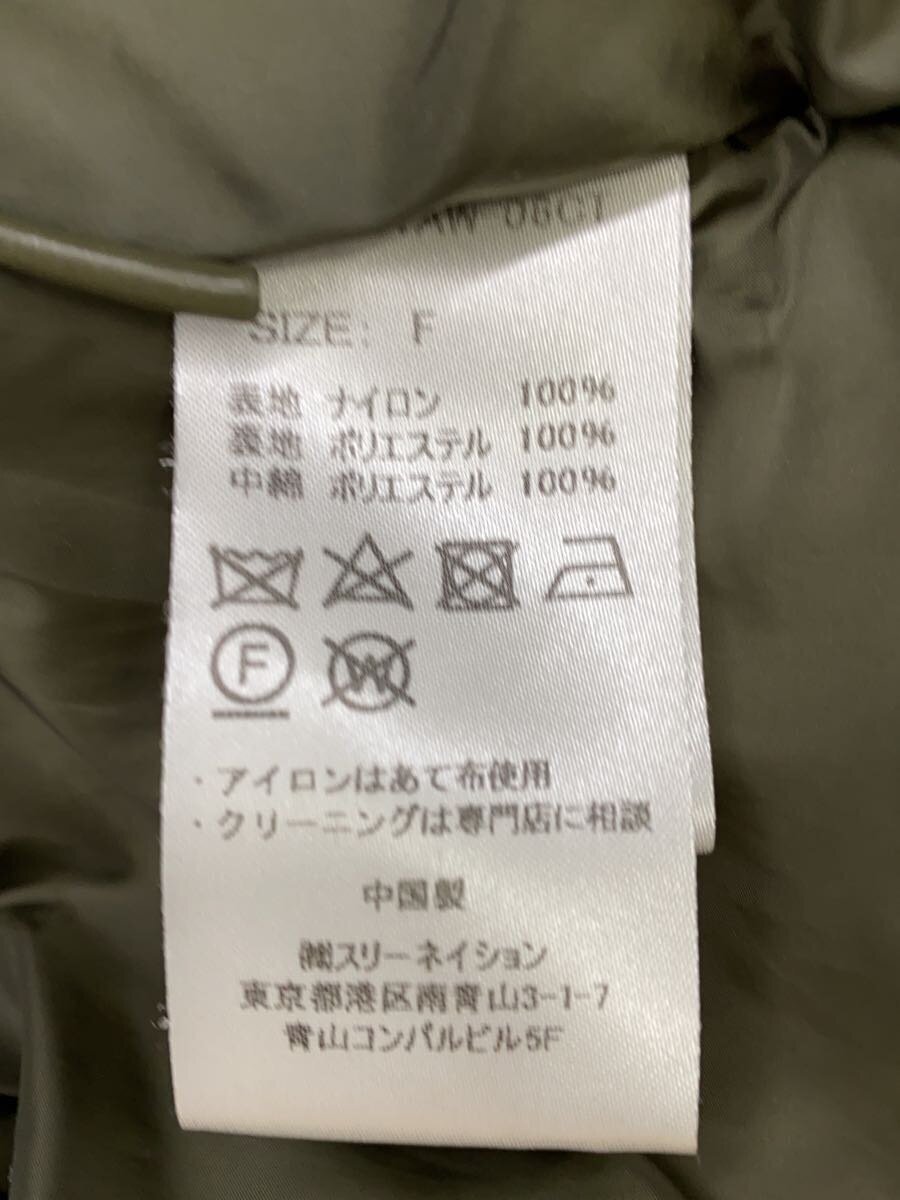 AW-06CT
SIZE: F
表地 ナイロン 100%
裏地 ポリエステル 100%
中綿 ポリエステル 100%
F W
・アイロンはあて布使用
・クリーニングは専門店に相談
中国製
㈱スリーネイション
東京都港区南青山3-1-7
青山コンパルビル5F